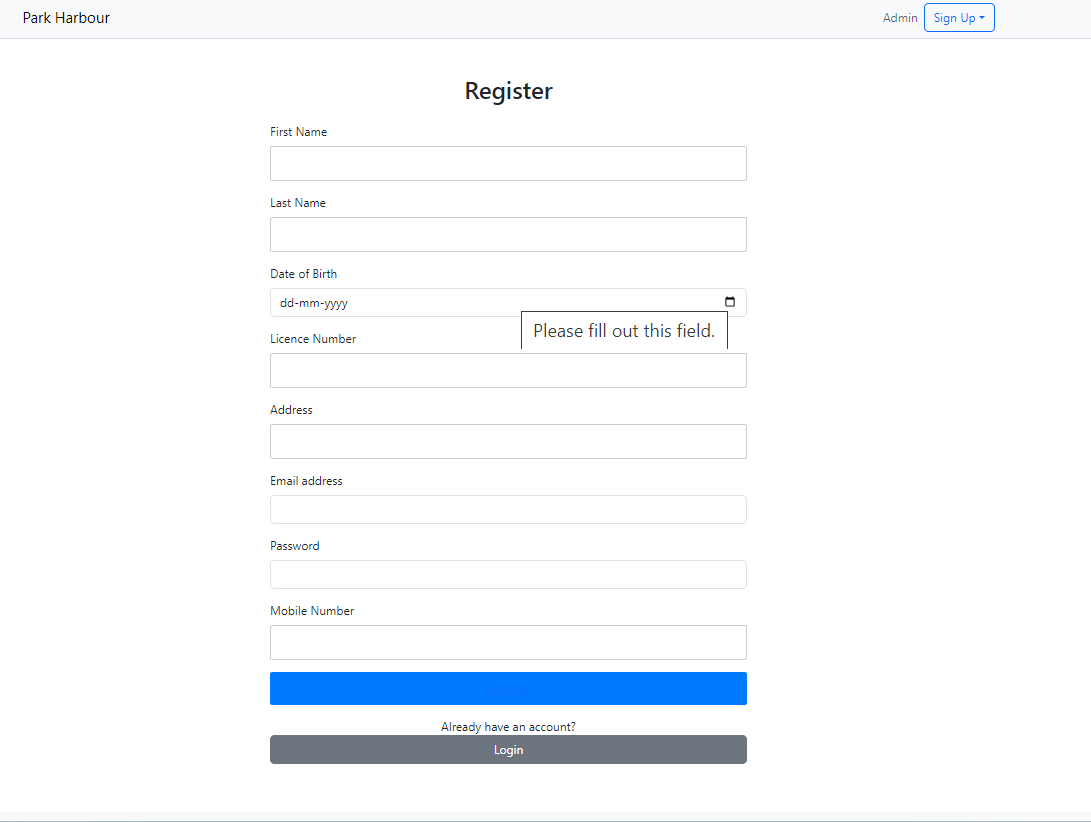 Park Harbour
Admin
Sign Up
Register
First Name
Last Name
Date of Birth
dd-mm-yyyy
Please fill out this field.
Licence Number
Address
Email address
Password
Mobile Number
Already have an account?
Login